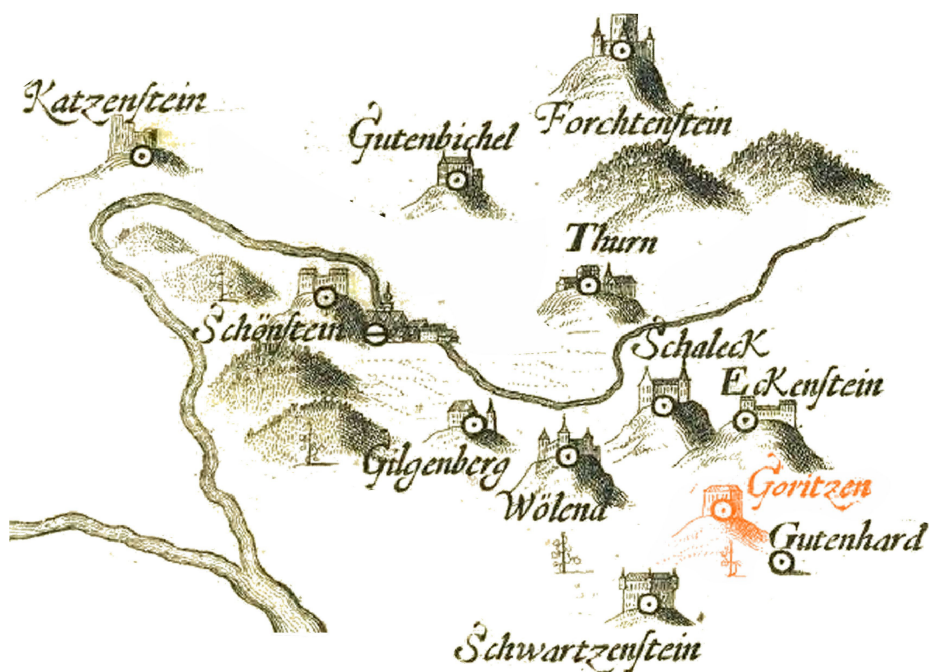 Forchtenſtein
Katzenſtein
Gutenbichel
Thurn
Schönſtein
Schaleck
Eckenſtein
Gilgenberg
Wölena
Goritzen
Gutenhard
Schwartzenſtein